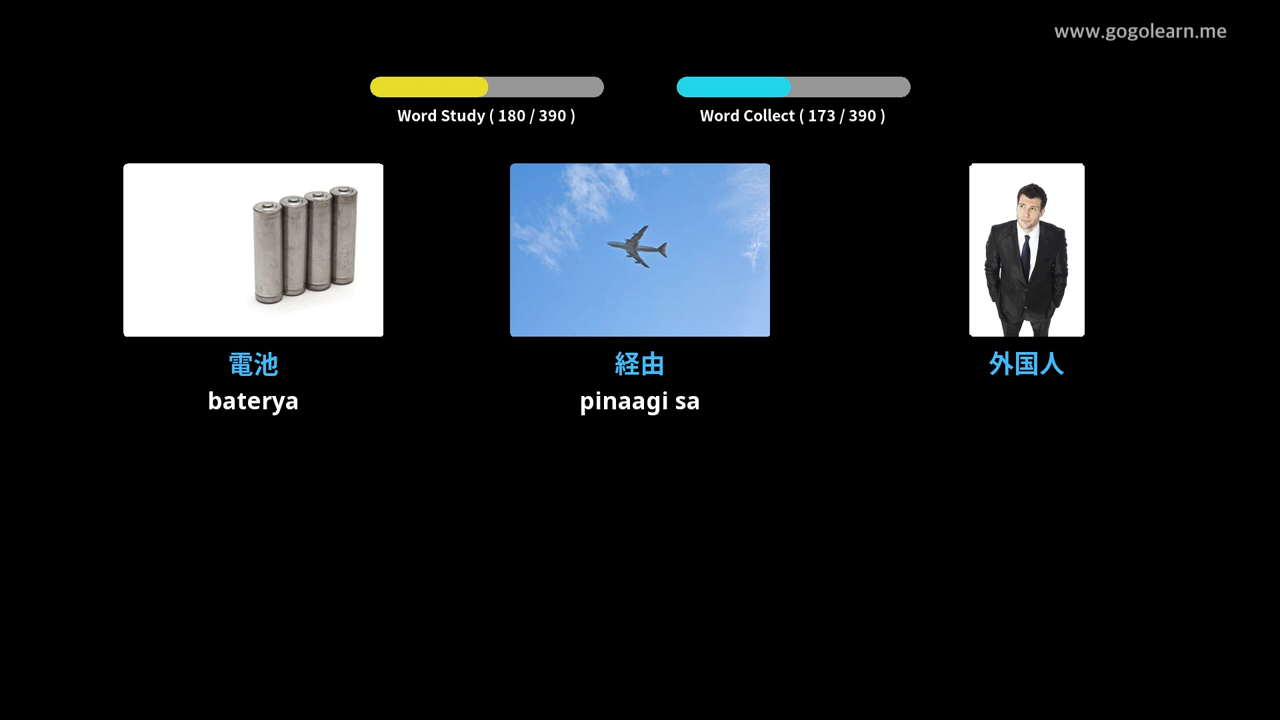 www.gogolearn.me
Word Study ( 180 / 390 )
Word Collect ( 173 / 390 )
電池
baterya
経由
pinaagi sa
外国人